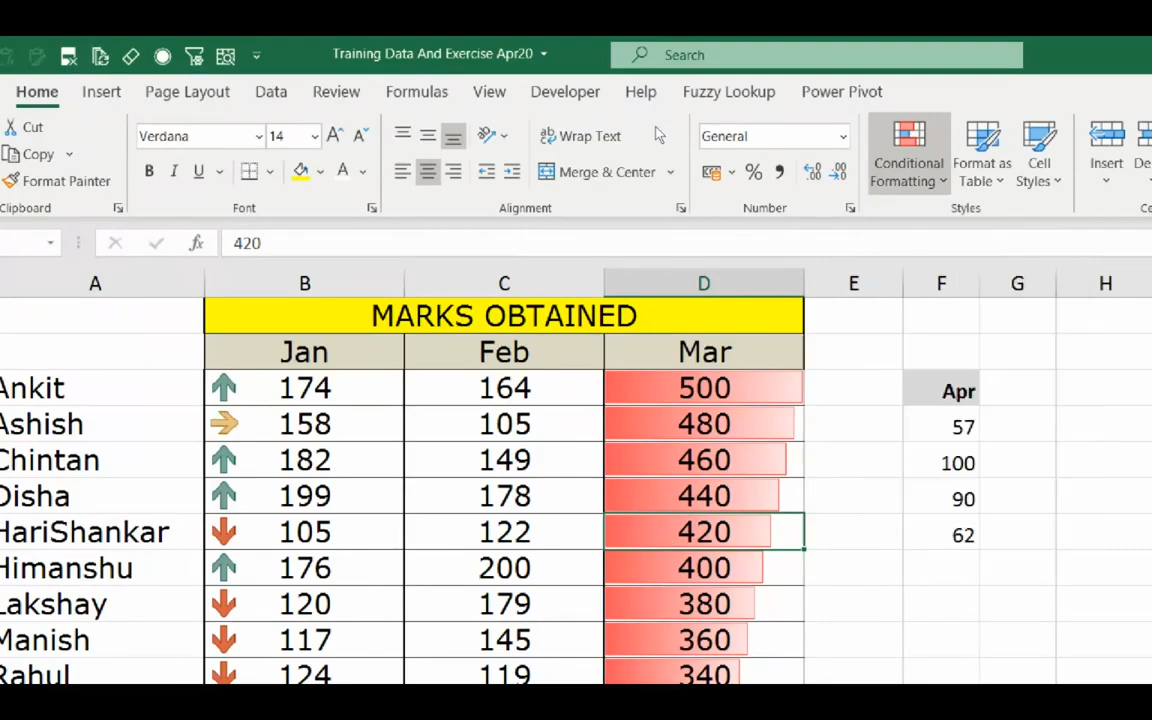 Training Data And Exercise Apr20
Search
Home Insert Page Layout Data Review Formulas View Developer Help Fuzzy Lookup Power Pivot
Cut
Copy
Format Painter
Verdana 14
Wrap Text
Merge & Center
General
Conditional Formatting
Format as Table
Cell Styles
Insert
Clipboard Font Alignment Number Styles
fx 420
A B C D E F G H
MARKS OBTAINED
Jan Feb Mar
Ankit 174 164 500 Apr
Ashish 158 105 480 57
Chintan 182 149 460 100
Disha 199 178 440 90
HariShankar 105 122 420 62
Himanshu 176 200 400
Lakshay 120 179 380
Manish 117 145 360
Rahul 124 119 340